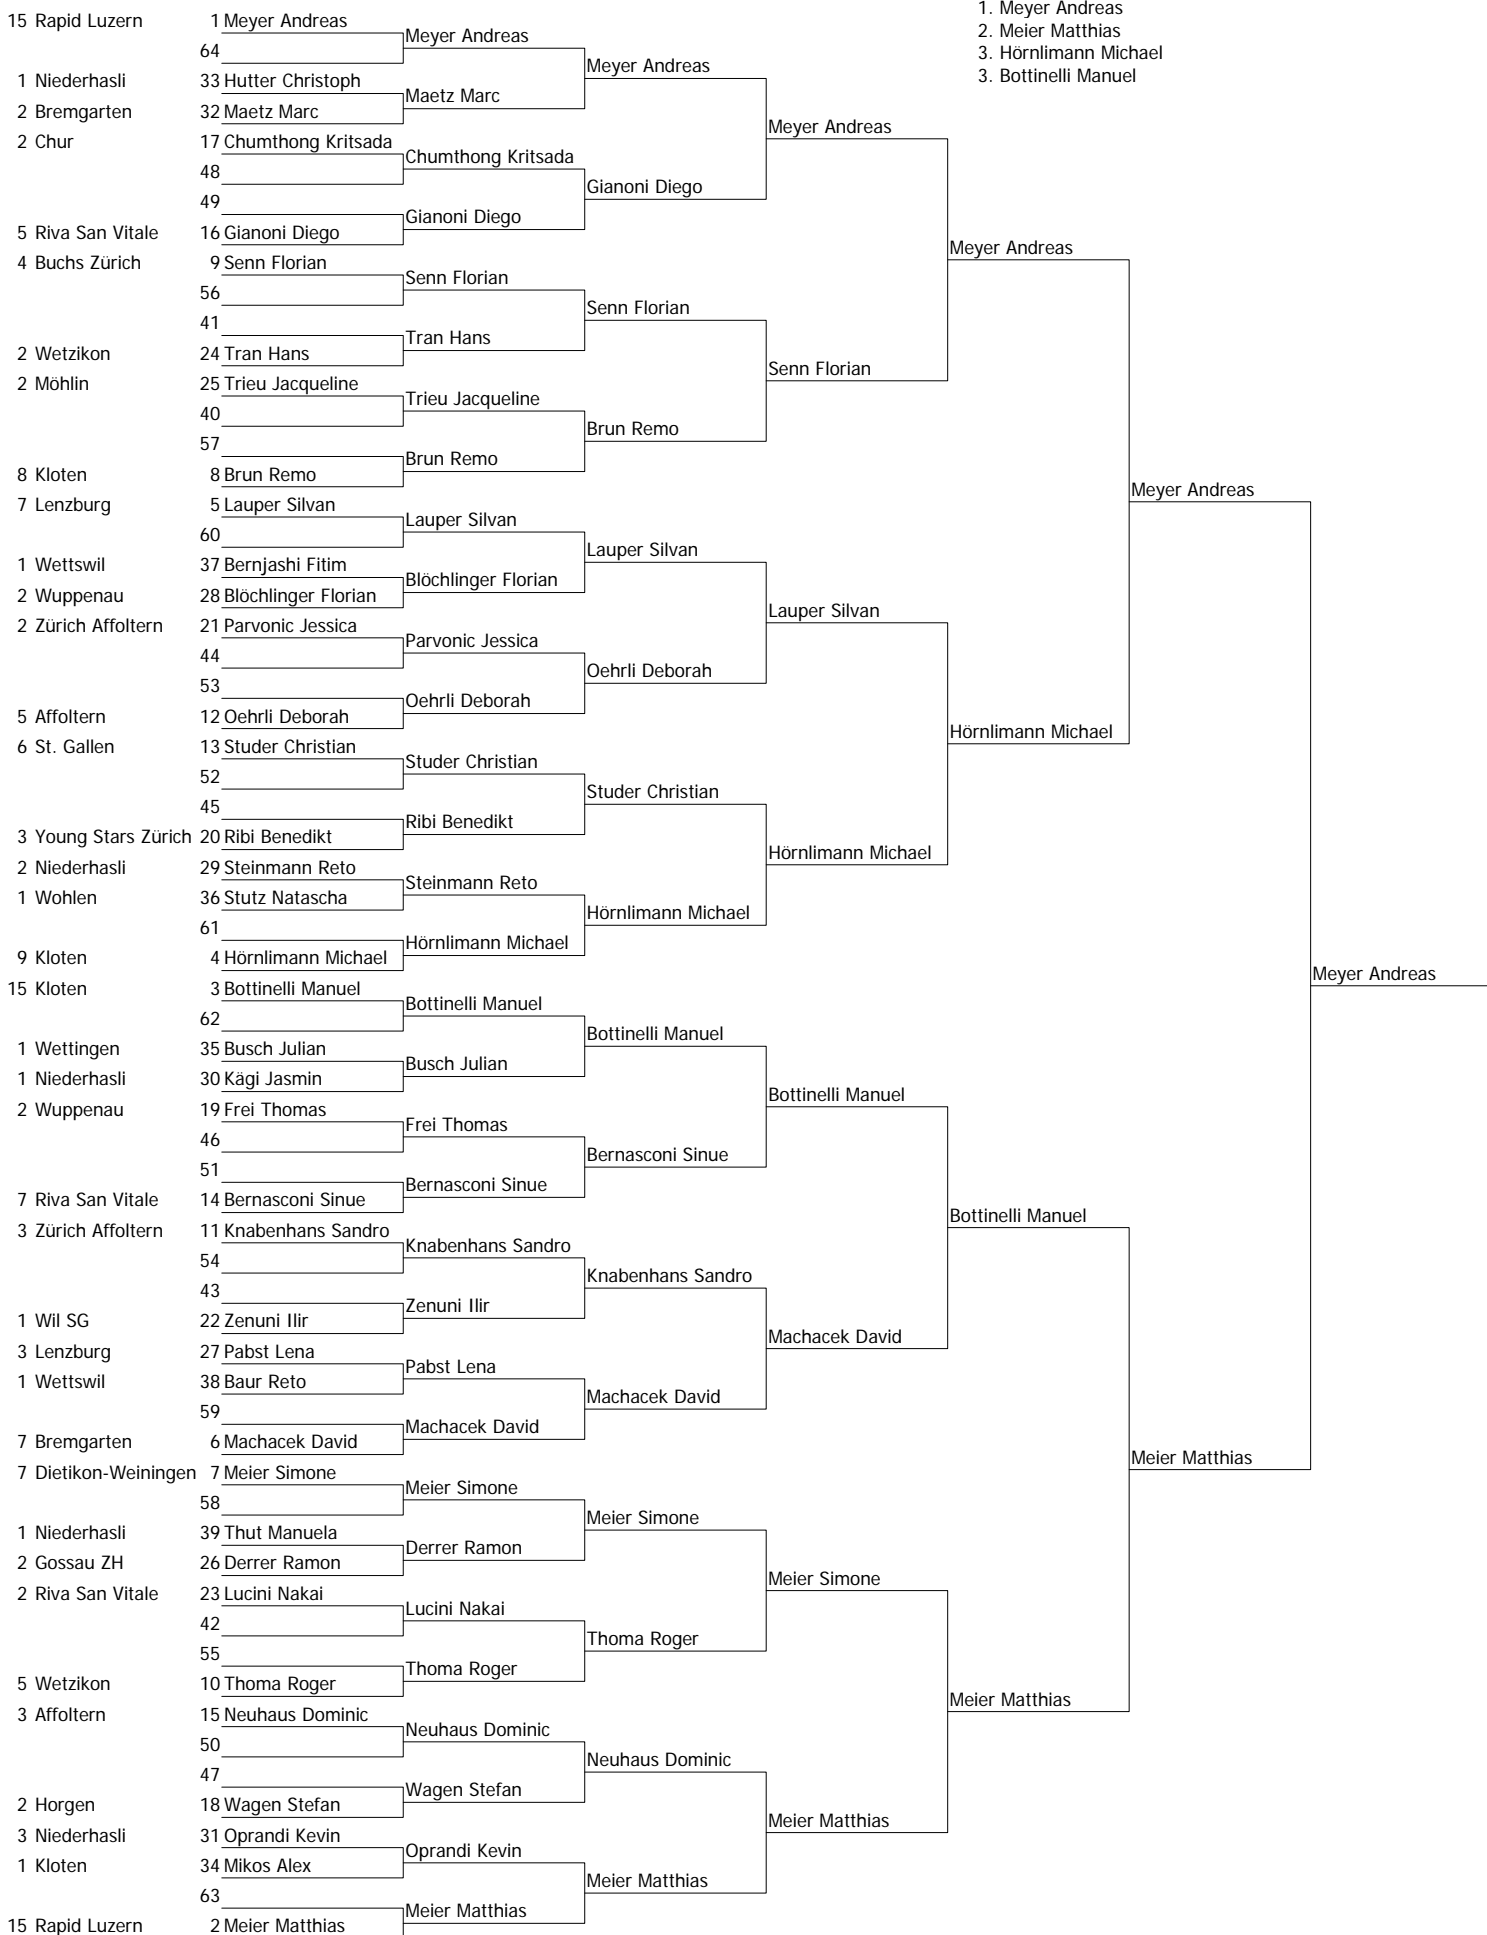 1. Meyer Andreas
2. Meier Matthias
3. Hörnlimann Michael
3. Bottinelli Manuel
15 Rapid Luzern 1 Meyer Andreas
Meyer Andreas
64
Meyer Andreas
1 Niederhasli 33 Hutter Christoph
Maetz Marc
2 Bremgarten 32 Maetz Marc
Meyer Andreas
2 Chur 17 Chumthong Kritsada
Chumthong Kritsada
48
Gianoni Diego
49
Gianoni Diego
5 Riva San Vitale 16 Gianoni Diego
Meyer Andreas
4 Buchs Zürich 9 Senn Florian
Senn Florian
56
Senn Florian
41
Tran Hans
2 Wetzikon 24 Tran Hans
Senn Florian
2 Möhlin 25 Trieu Jacqueline
Trieu Jacqueline
40
Brun Remo
57
Brun Remo
8 Kloten 8 Brun Remo
Meyer Andreas
7 Lenzburg 5 Lauper Silvan
Lauper Silvan
60
Lauper Silvan
1 Wettswil 37 Bernjashi Fitim
Blöchlinger Florian
2 Wuppenau 28 Blöchlinger Florian
Lauper Silvan
2 Zürich Affoltern 21 Parvonic Jessica
Parvonic Jessica
44
Oehrli Deborah
53
Oehrli Deborah
5 Affoltern 12 Oehrli Deborah
Hörnlimann Michael
6 St. Gallen 13 Studer Christian
Studer Christian
52
Studer Christian
45
Ribi Benedikt
3 Young Stars Zürich 20 Ribi Benedikt
Hörnlimann Michael
2 Niederhasli 29 Steinmann Reto
Steinmann Reto
1 Wohlen 36 Stutz Natascha
Hörnlimann Michael
61
Hörnlimann Michael
9 Kloten 4 Hörnlimann Michael
Meyer Andreas
15 Kloten 3 Bottinelli Manuel
Bottinelli Manuel
62
Bottinelli Manuel
1 Wettingen 35 Busch Julian
Busch Julian
1 Niederhasli 30 Kägi Jasmin
Bottinelli Manuel
2 Wuppenau 19 Frei Thomas
Frei Thomas
46
Bernasconi Sinue
51
Bernasconi Sinue
7 Riva San Vitale 14 Bernasconi Sinue
Bottinelli Manuel
3 Zürich Affoltern 11 Knabenhans Sandro
Knabenhans Sandro
54
Knabenhans Sandro
43
Zenuni Ilir
1 Wil SG 22 Zenuni Ilir
Machacek David
3 Lenzburg 27 Pabst Lena
Pabst Lena
1 Wettswil 38 Baur Reto
Machacek David
59
Machacek David
7 Bremgarten 6 Machacek David
Meier Matthias
7 Dietikon-Weiningen 7 Meier Simone
Meier Simone
58
Meier Simone
1 Niederhasli 39 Thut Manuela
Derrer Ramon
2 Gossau ZH 26 Derrer Ramon
Meier Simone
2 Riva San Vitale 23 Lucini Nakai
Lucini Nakai
42
Thoma Roger
55
Thoma Roger
5 Wetzikon 10 Thoma Roger
Meier Matthias
3 Affoltern 15 Neuhaus Dominic
Neuhaus Dominic
50
Neuhaus Dominic
47
Wagen Stefan
2 Horgen 18 Wagen Stefan
Meier Matthias
3 Niederhasli 31 Oprandi Kevin
Oprandi Kevin
1 Kloten 34 Mikos Alex
Meier Matthias
63
Meier Matthias
15 Rapid Luzern 2 Meier Matthias